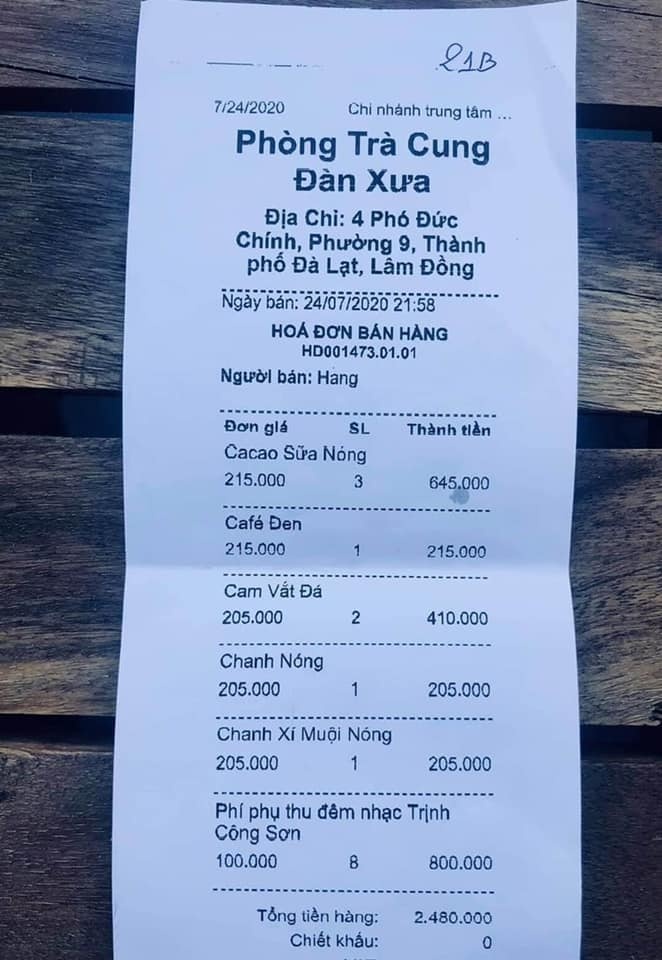 21B
7/24/2020 Chi nhánh trung tâm ...
Phòng Trà Cung
Đàn Xưa
Địa Chỉ: 4 Phó Đức
Chính, Phường 9, Thành
phố Đà Lạt, Lâm Đồng
Ngày bán: 24/07/2020 21:58
HOÁ ĐƠN BÁN HÀNG
HD001473.01.01
Người bán: Hang
Đơn giá SL Thành tiền
Cacao Sữa Nóng
215.000 3 645.000
Café Đen
215.000 1 215.000
Cam Vắt Đá
205.000 2 410.000
Chanh Nóng
205.000 1 205.000
Chanh Xí Muội Nóng
205.000 1 205.000
Phí phụ thu đêm nhạc Trịnh
Công Sơn
100.000 8 800.000
Tổng tiền hàng: 2.480.000
Chiết khấu: 0